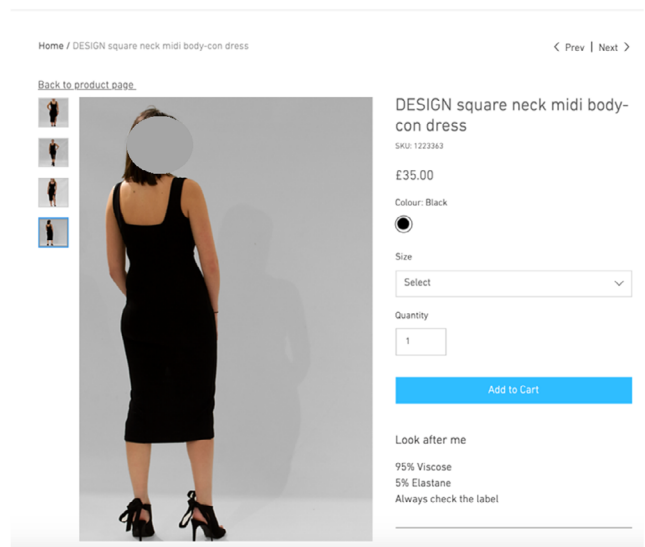 Home / DESIGN square neck midi body-con dress
Prev | Next
Back to product page
DESIGN square neck midi body-
con dress
SKU: 1223363
£35.00
Colour: Black
Size
Select
Quantity
1
Add to Cart
Look after me
95% Viscose
5% Elastane
Always check the label